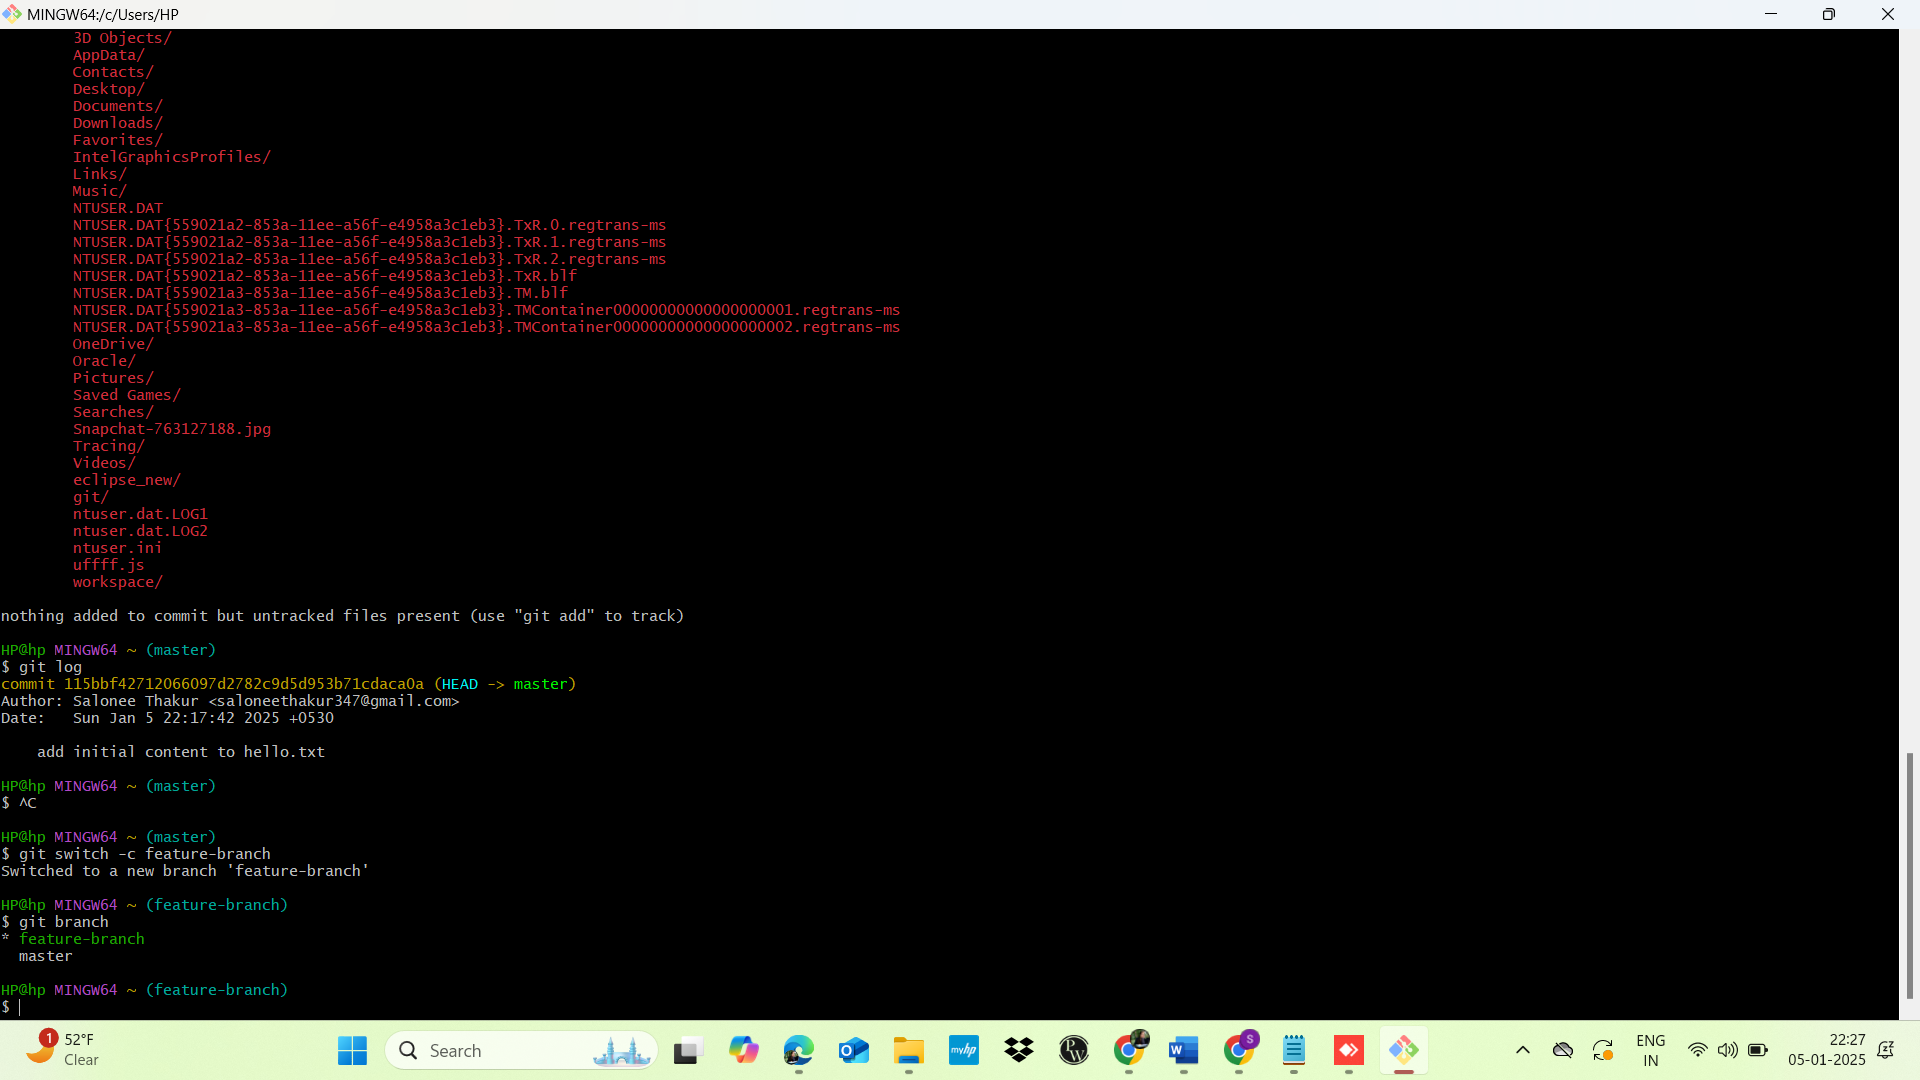 MINGW64:/c/Users/HP
3D Objects/
AppData/
Contacts/
Desktop/
Documents/
Downloads/
Favorites/
IntelGraphicsProfiles/
Links/
Music/
NTUSER.DAT
NTUSER.DAT{559021a2-853a-11ee-a56f-e4958a3c1eb3}.TxR.0.regtrans-ms
NTUSER.DAT{559021a2-853a-11ee-a56f-e4958a3c1eb3}.TxR.1.regtrans-ms
NTUSER.DAT{559021a2-853a-11ee-a56f-e4958a3c1eb3}.TxR.2.regtrans-ms
NTUSER.DAT{559021a2-853a-11ee-a56f-e4958a3c1eb3}.TxR.blf
NTUSER.DAT{559021a3-853a-11ee-a56f-e4958a3c1eb3}.TM.blf
NTUSER.DAT{559021a3-853a-11ee-a56f-e4958a3c1eb3}.TMContainer00000000000000000001.regtrans-ms
NTUSER.DAT{559021a3-853a-11ee-a56f-e4958a3c1eb3}.TMContainer00000000000000000002.regtrans-ms
OneDrive/
Oracle/
Pictures/
Saved Games/
Searches/
Snapchat-763127188.jpg
Tracing/
Videos/
eclipse_new/
git/
ntuser.dat.LOG1
ntuser.dat.LOG2
ntuser.ini
uffff.js
workspace/
nothing added to commit but untracked files present (use "git add" to track)
HP@hp MINGW64 ~ (master)
$ git log
commit 115bbf42712066097d2782c9d5d953b71cdaca0a (HEAD -> master)
Author: Salonee Thakur <saloneethakur347@gmail.com>
Date:   Sun Jan 5 22:17:42 2025 +0530
add initial content to hello.txt
HP@hp MINGW64 ~ (master)
$ ^C
HP@hp MINGW64 ~ (master)
$ git switch -c feature-branch
Switched to a new branch 'feature-branch'
HP@hp MINGW64 ~ (feature-branch)
$ git branch
* feature-branch
master
HP@hp MINGW64 ~ (feature-branch)
$
1
52°F
Clear
Search
myhp
PW
W
S
ENG
IN
22:27
05-01-2025